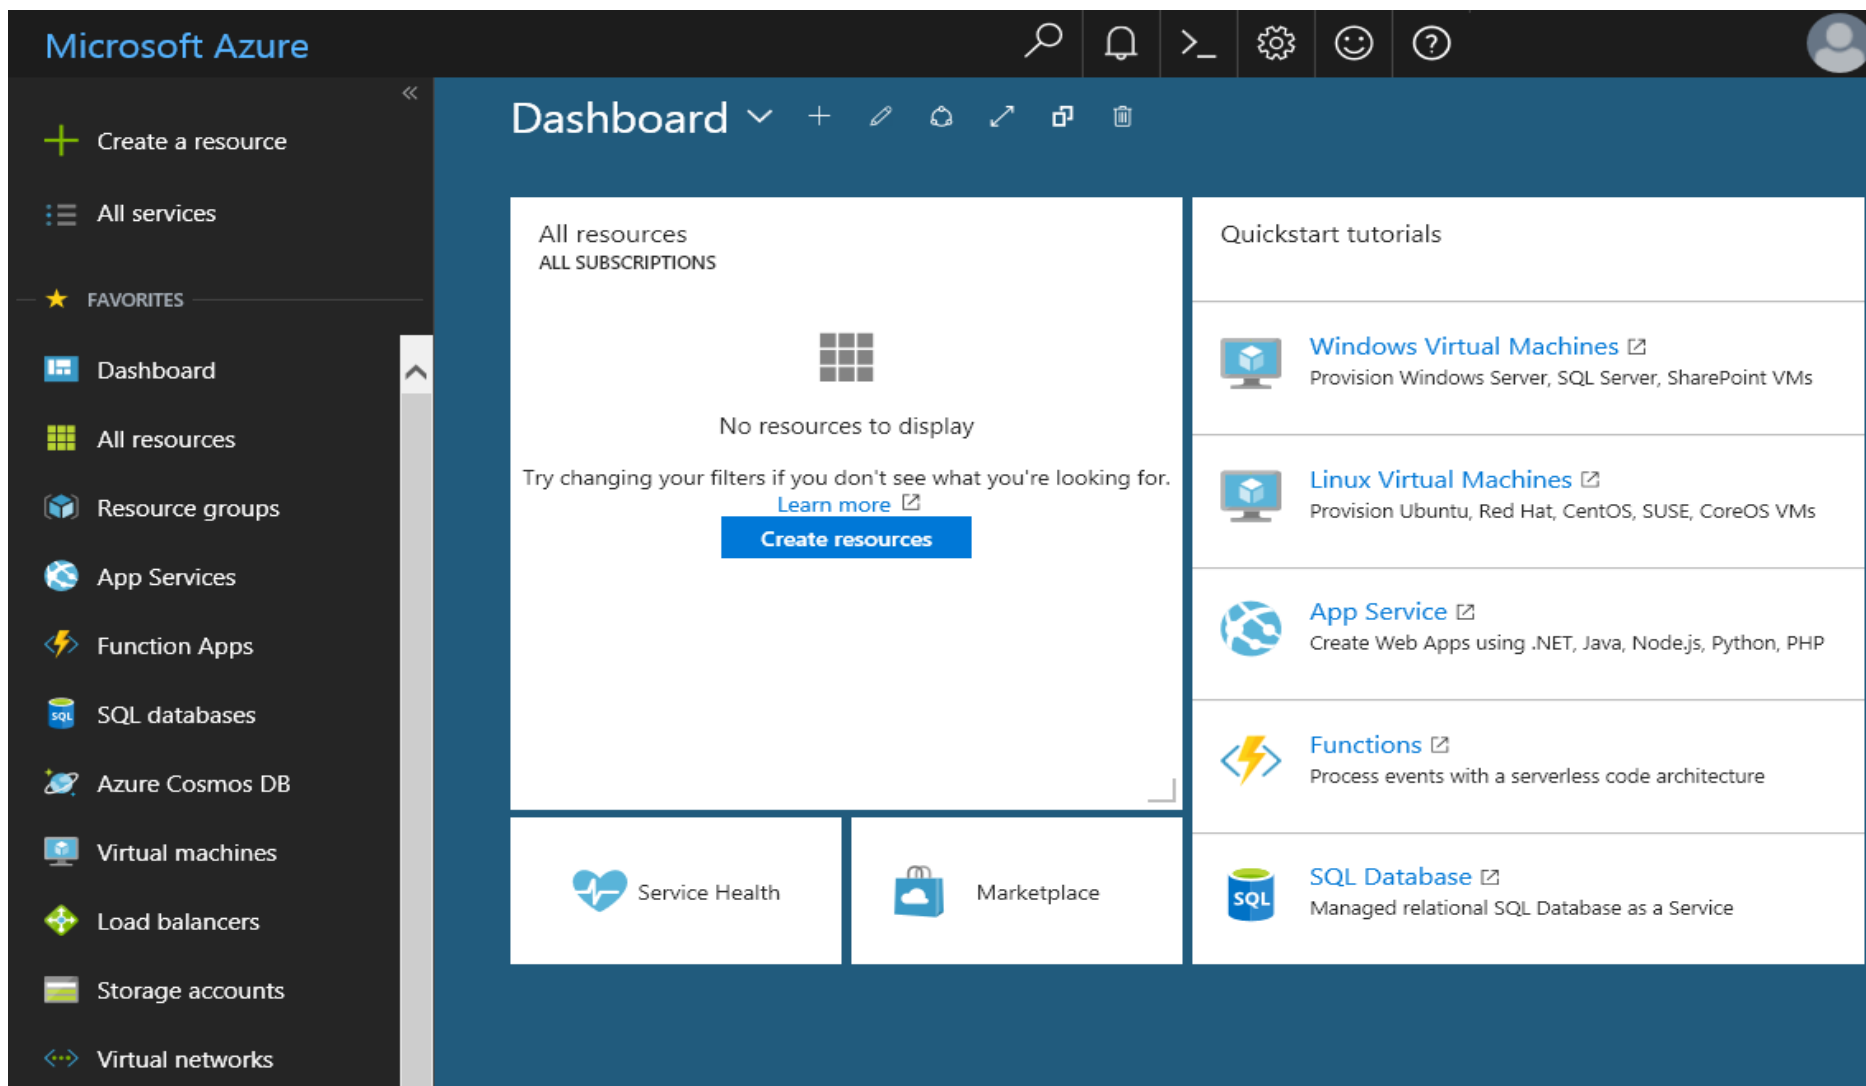 Microsoft Azure
Create a resource
All services
FAVORITES
Dashboard
All resources
Resource groups
App Services
Function Apps
SQL databases
Azure Cosmos DB
Virtual machines
Load balancers
Storage accounts
Virtual networks
Dashboard
All resources
ALL SUBSCRIPTIONS
No resources to display
Try changing your filters if you don't see what you're looking for.
Learn more
Create resources
Service Health
Marketplace
Quickstart tutorials
Windows Virtual Machines
Provision Windows Server, SQL Server, SharePoint VMs
Linux Virtual Machines
Provision Ubuntu, Red Hat, CentOS, SUSE, CoreOS VMs
App Service
Create Web Apps using .NET, Java, Node.js, Python, PHP
Functions
Process events with a serverless code architecture
SQL
SQL Database
Managed relational SQL Database as a Service